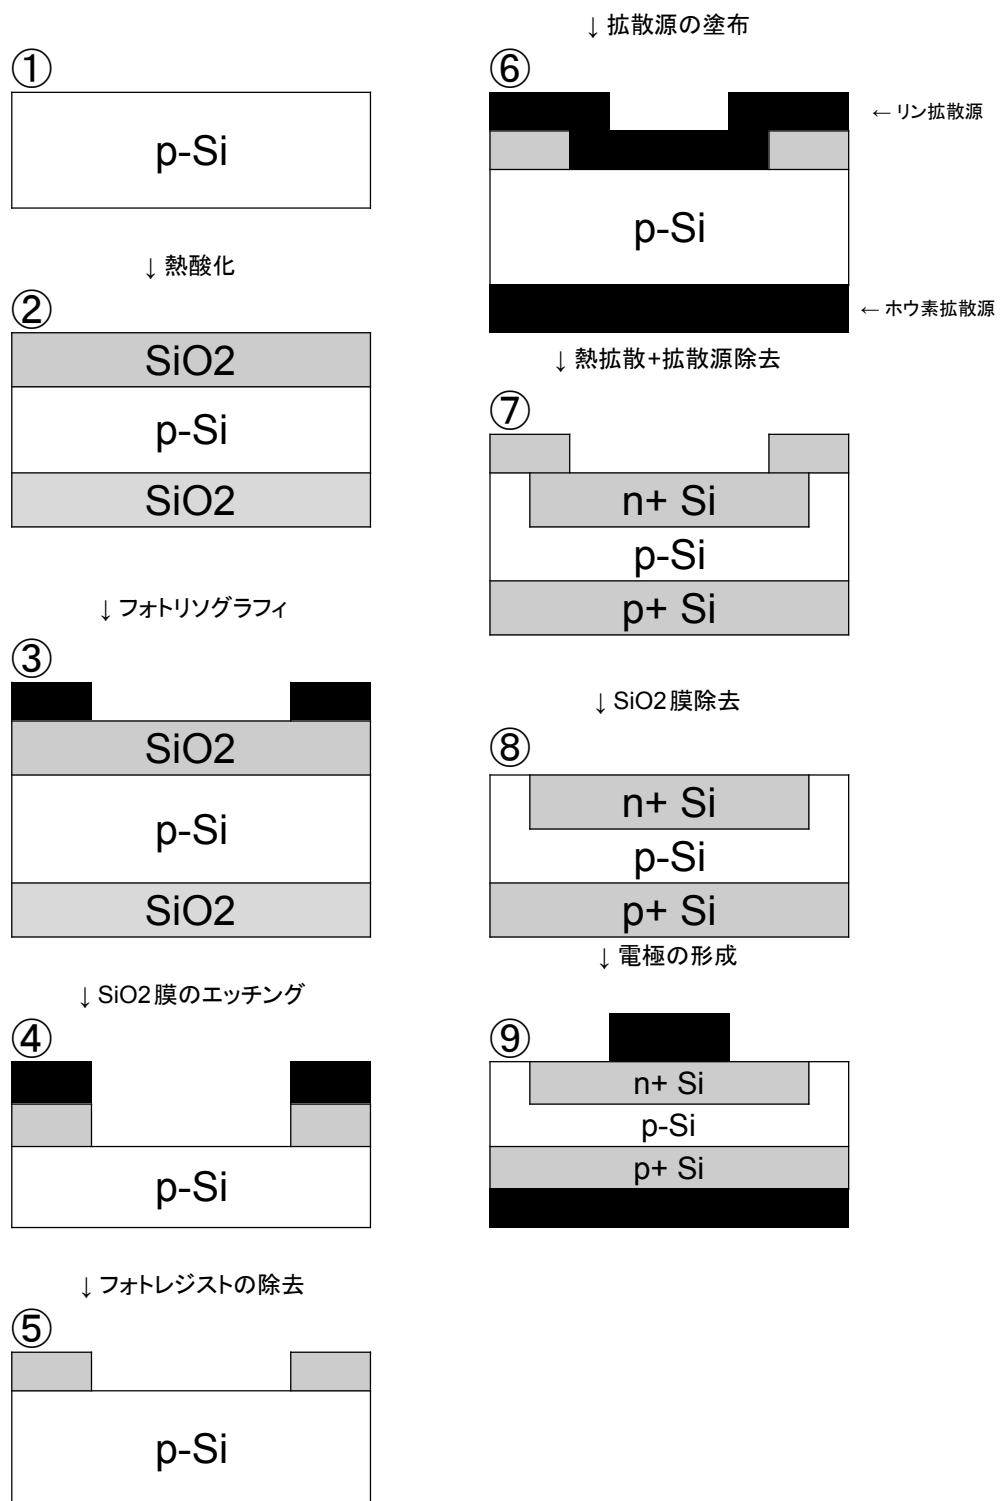 ①
p-Si
↓ 熱酸化
②
SiO2
p-Si
SiO2
↓ フォトリソグラフィ
③
SiO2
p-Si
SiO2
↓ SiO2膜のエッチング
④
p-Si
↓ フォトレジストの除去
⑤
p-Si
↓ 拡散源の塗布
⑥
← リン拡散源
p-Si
← ホウ素拡散源
↓ 熱拡散+拡散源除去
⑦
n+ Si
p-Si
p+ Si
↓ SiO2膜除去
⑧
n+ Si
p-Si
p+ Si
↓ 電極の形成
⑨
n+ Si
p-Si
p+ Si